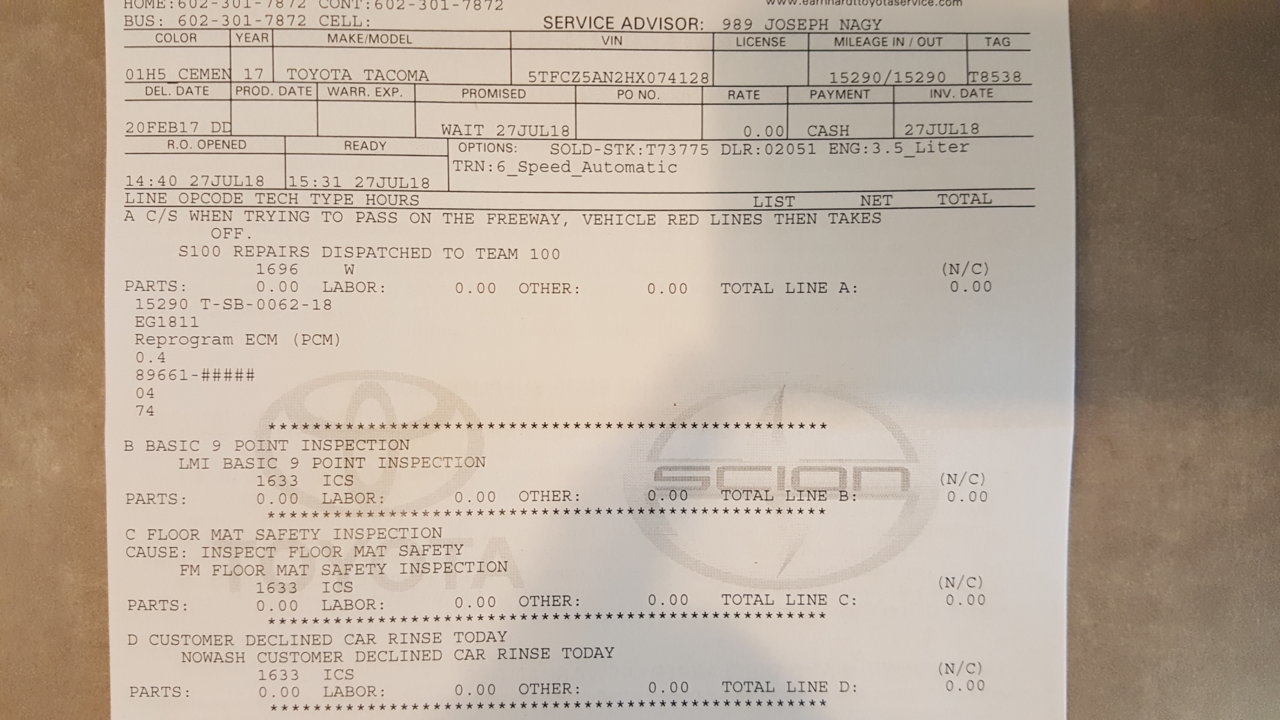 HOME:602-301-7872 CONT:602-301-7872
www.earnhardttoyotaservice.com
BUS: 602-301-7872 CELL:
SERVICE ADVISOR: 989 JOSEPH NAGY
COLOR YEAR MAKE/MODEL VIN LICENSE MILEAGE IN / OUT TAG
01H5_CEMEN 17 TOYOTA TACOMA 5TFCZ5AN2HX074128 15290/15290 T8538
DEL. DATE PROD. DATE WARR. EXP. PROMISED PO NO. RATE PAYMENT INV. DATE
20FEB17 DD WAIT 27JUL18 0.00 CASH 27JUL18
R.O. OPENED READY OPTIONS: SOLD-STK:T73775 DLR:02051 ENG:3.5_Liter
TRN:6_Speed_Automatic
14:40 27JUL18 15:31 27JUL18
LINE OPCODE TECH TYPE HOURS LIST NET TOTAL
A C/S WHEN TRYING TO PASS ON THE FREEWAY, VEHICLE RED LINES THEN TAKES
OFF.
S100 REPAIRS DISPATCHED TO TEAM 100
1696 W (N/C)
PARTS: 0.00 LABOR: 0.00 OTHER: 0.00 TOTAL LINE A: 0.00
15290 T-SB-0062-18
EG1811
Reprogram ECM (PCM)
0.4
89661-#####
04
74
****************************************************
B BASIC 9 POINT INSPECTION
LMI BASIC 9 POINT INSPECTION
SCION
1633 ICS (N/C)
PARTS: 0.00 LABOR: 0.00 OTHER: 0.00 TOTAL LINE B: 0.00
****************************************************
C FLOOR MAT SAFETY INSPECTION
CAUSE: INSPECT FLOOR MAT SAFETY
TOYOTA
FM FLOOR MAT SAFETY INSPECTION
1633 ICS (N/C)
PARTS: 0.00 LABOR: 0.00 OTHER: 0.00 TOTAL LINE C: 0.00
****************************************************
D CUSTOMER DECLINED CAR RINSE TODAY
NOWASH CUSTOMER DECLINED CAR RINSE TODAY
1633 ICS (N/C)
PARTS: 0.00 LABOR: 0.00 OTHER: 0.00 TOTAL LINE D: 0.00
****************************************************